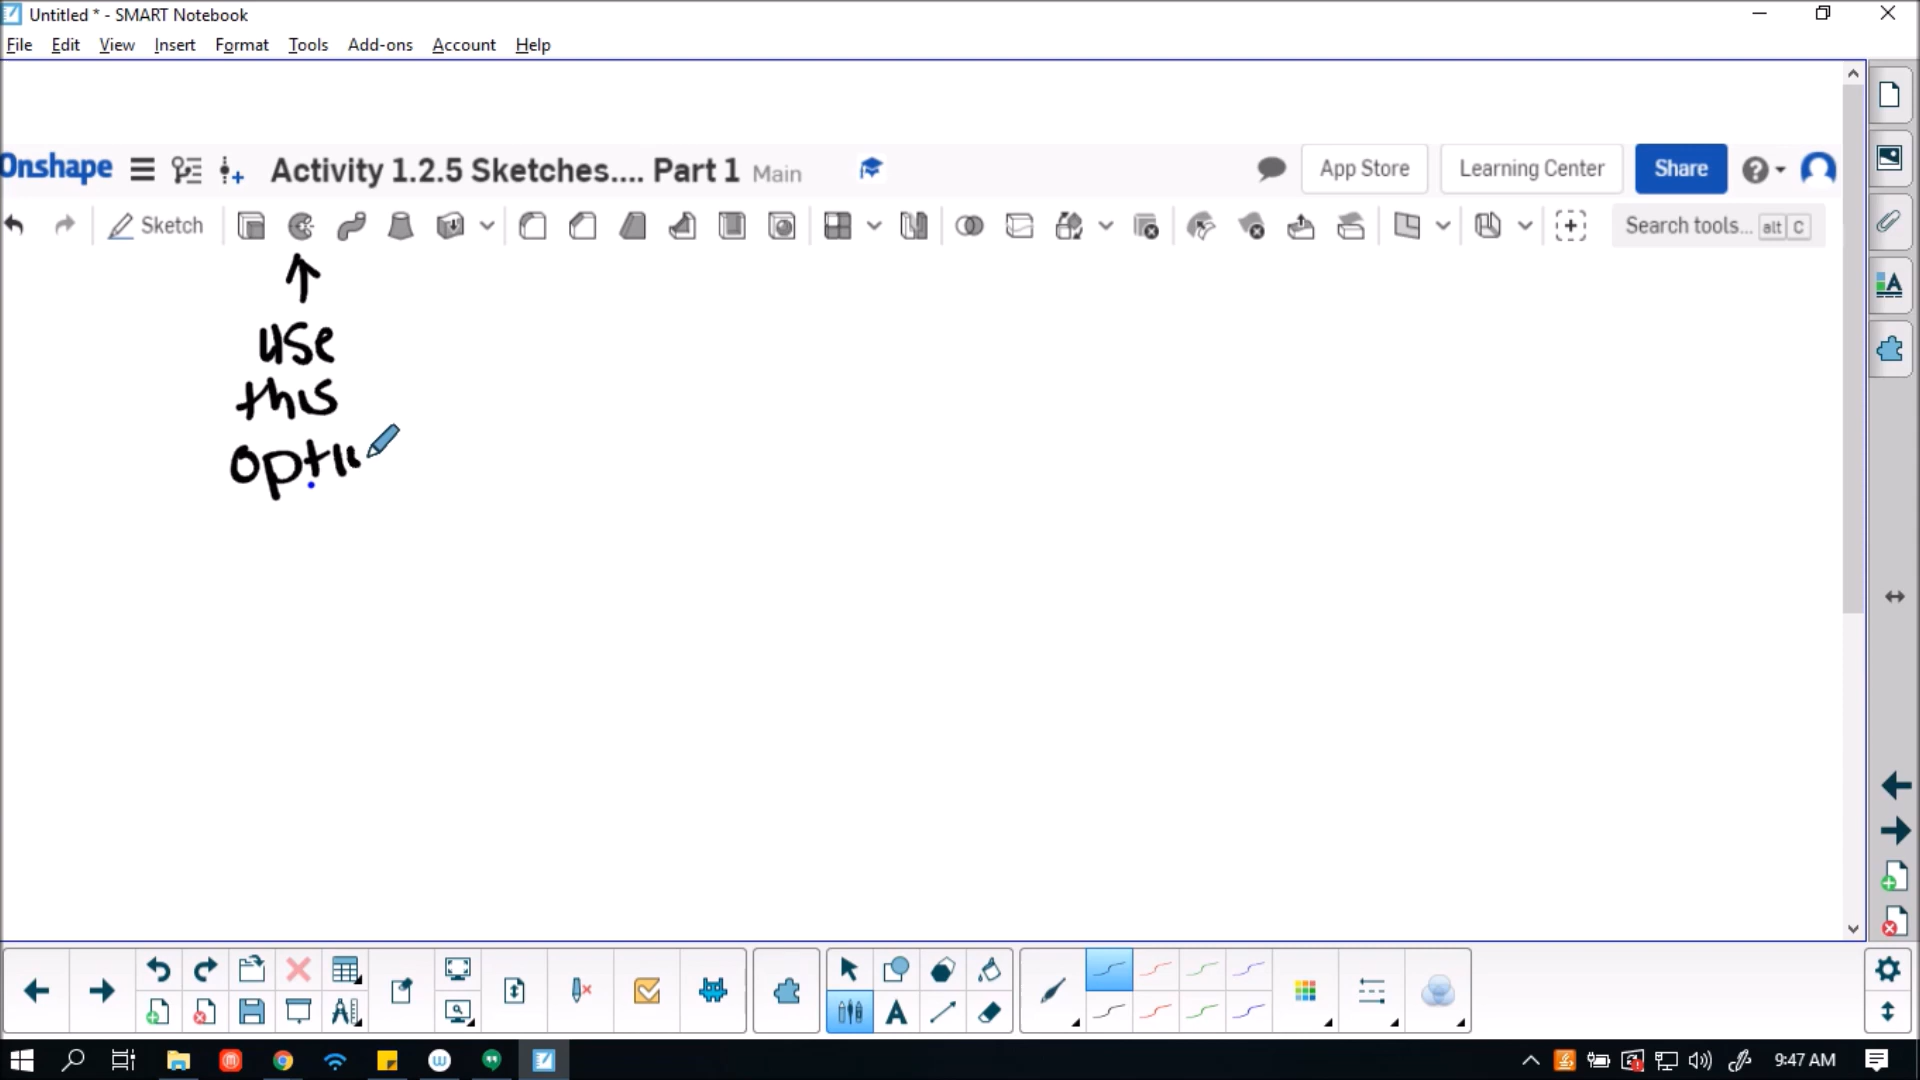 Untitled * - SMART Notebook
File Edit View Insert Format Tools Add-ons Account Help
Onshape Activity 1.2.5 Sketches.... Part 1 Main App Store Learning Center Share
Sketch Search tools... alt C
use
this
optio
9:47 AM